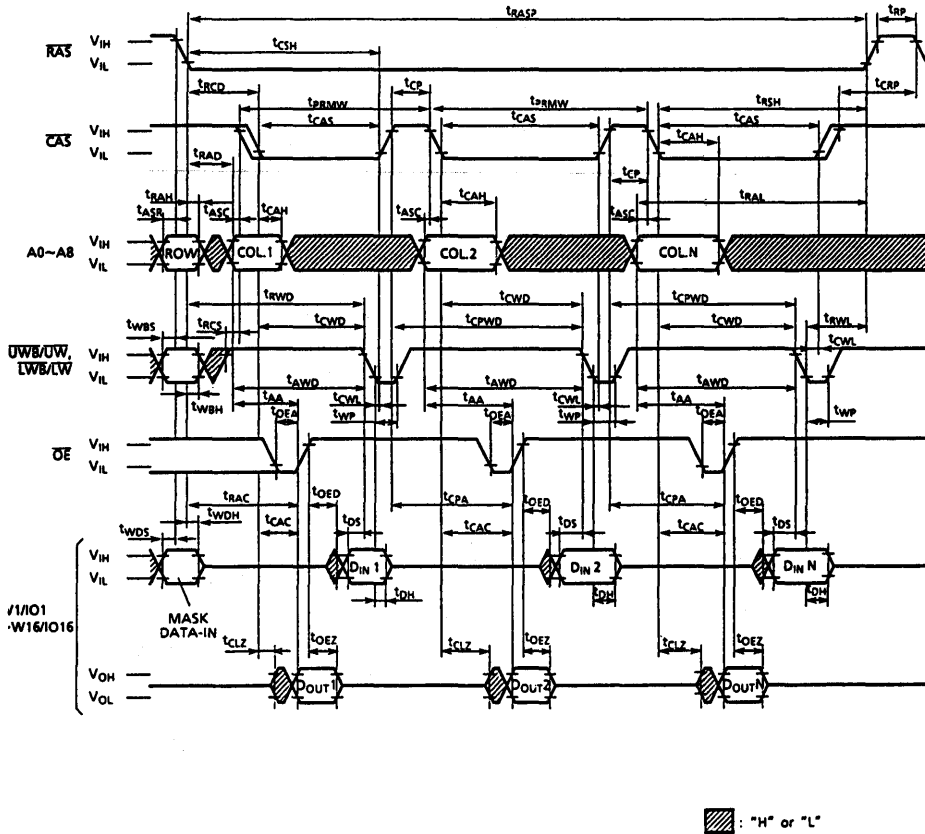 tRASP tRP
RAS VIH
VIL
tCSH
tRCD tPRMW tCP tPRMW tRSH tCRP
CAS VIH
VIL
tCAS tCAS tCAS
tCAH
tRAD tCP
tRAH tCAH tRAL
tASR tASC tCAH tASC tASC
A0~A8 VIH
VIL
ROW COL.1 COL.2 COL.N
tRWD tCWD tCPWD
tWBS tRCS tCWD tCPWD tCWD tRWL
UWB/UW, VIH
LWB/LW VIL
tCWL
tAWD tAWD tAWD
tWBH tAA tCWL tAA tCWL tAA
tOEA tWP tOEA tWP tOEA tWP
OE VIH
VIL
tRAC tOED tCPA tOED tCPA tOED
tWDS tWDH tCAC tDS tCAC tDS tCAC tDS
VIH
VIL
DIN 1 DIN 2 DIN N
tDH tDH tDH
W1/IO1
~W16/IO16
MASK
DATA-IN
tCLZ tOEZ tCLZ tOEZ tCLZ tOEZ
VOH
VOL
DOUT1 DOUT2 DOUTN
: "H" or "L"